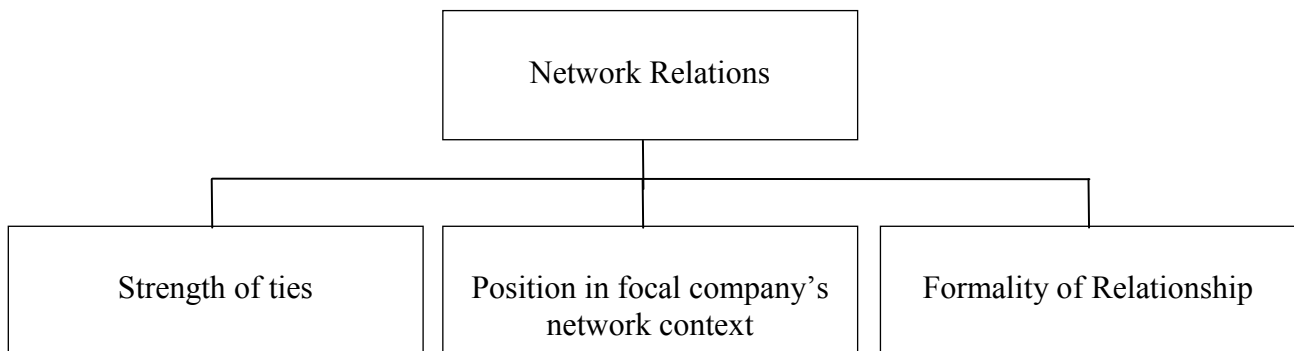 Network Relations
Strength of ties
Position in focal company’s
network context
Formality of Relationship